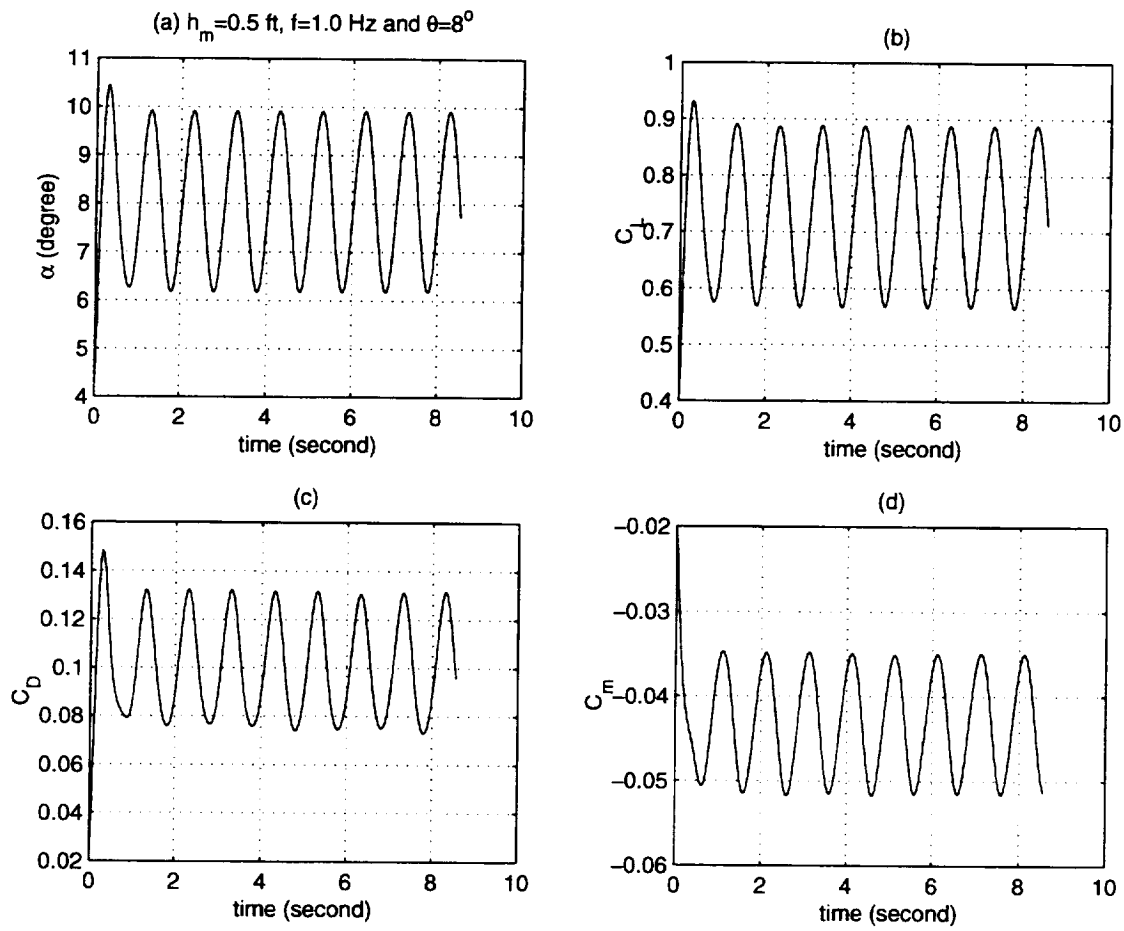 (a) h_m=0.5 ft, f=1.0 Hz and θ=8°
11
10
9
8
7
6
5
4
α (degree)
0 2 4 6 8 10
time (second)
(b)
1
0.9
0.8
0.7
0.6
0.5
0.4
C_L
0 2 4 6 8 10
time (second)
(c)
0.16
0.14
0.12
0.1
0.08
0.06
0.04
0.02
C_D
0 2 4 6 8 10
time (second)
(d)
−0.02
−0.03
−0.04
−0.05
−0.06
C_m
0 2 4 6 8 10
time (second)